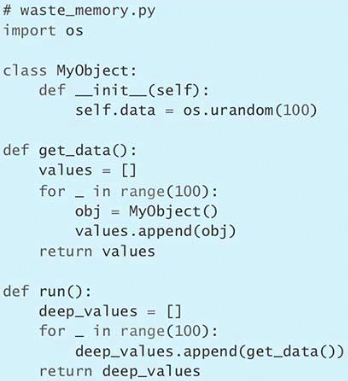 # waste_memory.py
import os

class MyObject:
    def __init__(self):
        self.data = os.urandom(100)

def get_data():
    values = []
    for _ in range(100):
        obj = MyObject()
        values.append(obj)
    return values

def run():
    deep_values = []
    for _ in range(100):
        deep_values.append(get_data())
    return deep_values